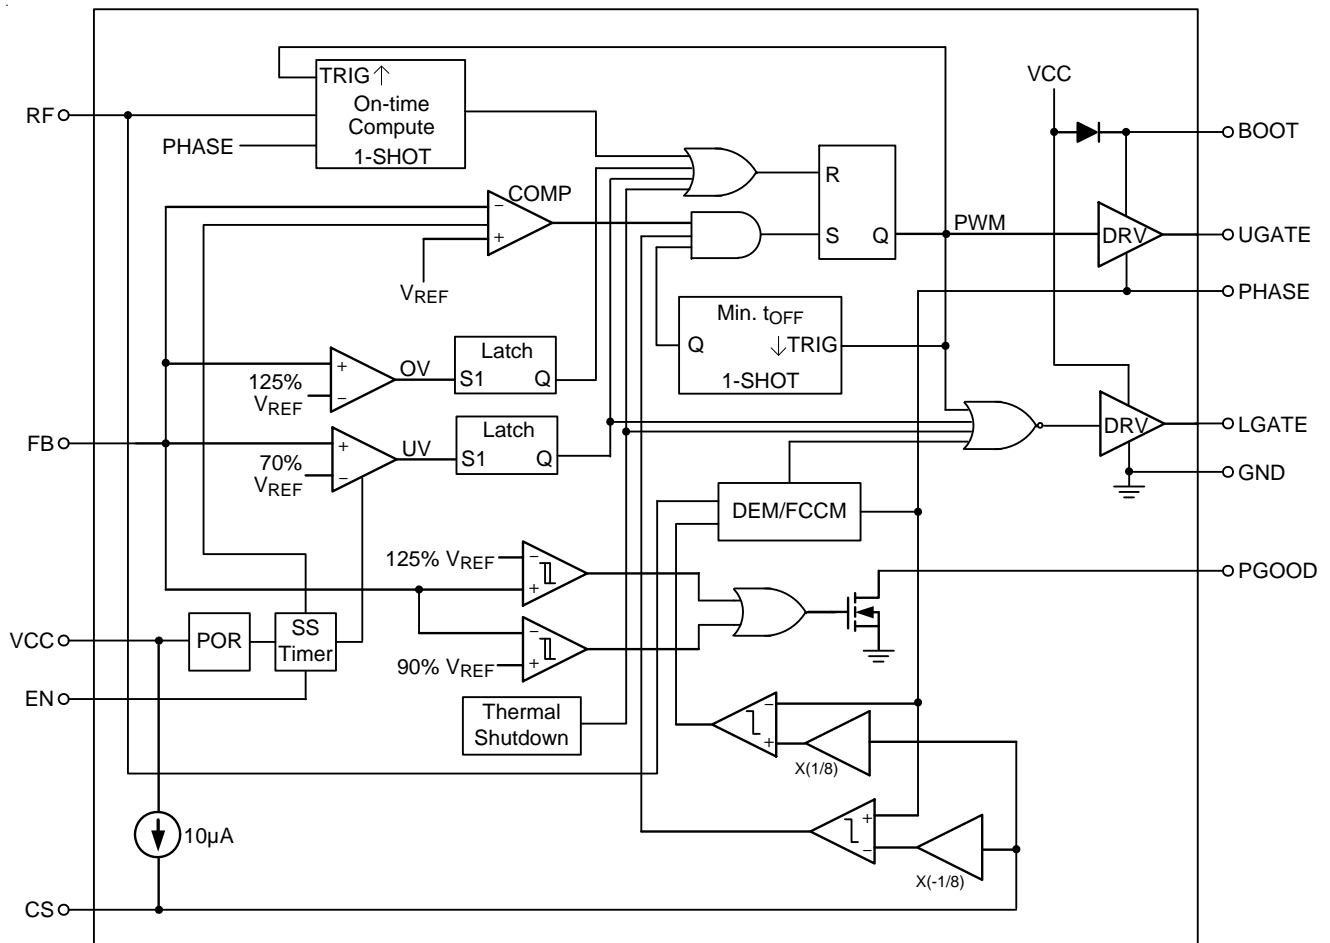 TRIG ↑
On-time
Compute
1-SHOT
RF
PHASE
VCC
BOOT
COMP
R
S
Q
PWM
DRV
UGATE
PHASE
−
+
VREF
Min. tOFF
Q
↓TRIG
1-SHOT
+
−
125%
VREF
OV
Latch
S1
Q
FB
+
−
70%
VREF
UV
Latch
S1
Q
DRV
LGATE
GND
DEM/FCCM
125% VREF
−
+
PGOOD
VCC
POR
SS
Timer
90% VREF
−
+
EN
Thermal
Shutdown
−
+
X(1/8)
10µA
+
−
X(-1/8)
CS